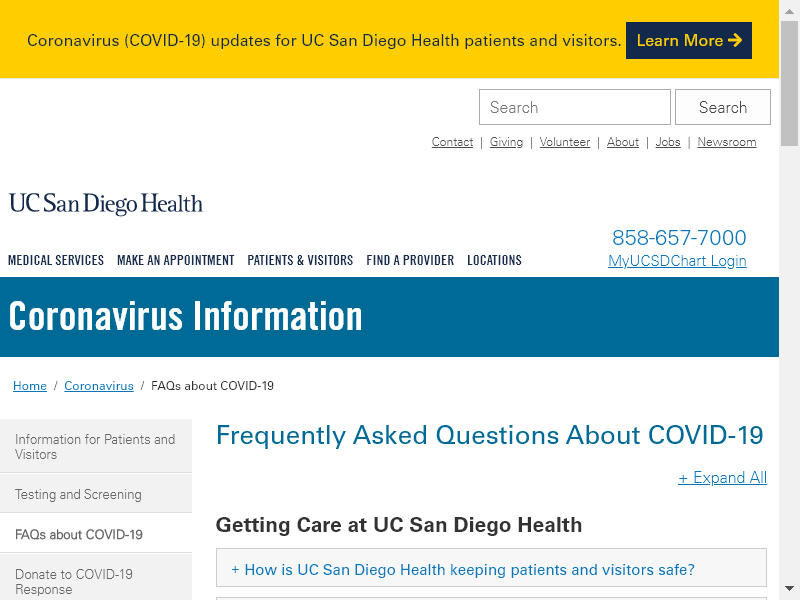 Coronavirus (COVID-19) updates for UC San Diego Health patients and visitors. Learn More →
Search Search
Contact | Giving | Volunteer | About | Jobs | Newsroom
UC San Diego Health
858-657-7000
MEDICAL SERVICES MAKE AN APPOINTMENT PATIENTS & VISITORS FIND A PROVIDER LOCATIONS
MyUCSDChart Login
Coronavirus Information
Home / Coronavirus / FAQs about COVID-19
Information for Patients and
Visitors
Testing and Screening
FAQs about COVID-19
Donate to COVID-19
Response
Frequently Asked Questions About COVID-19
+ Expand All
Getting Care at UC San Diego Health
+ How is UC San Diego Health keeping patients and visitors safe?